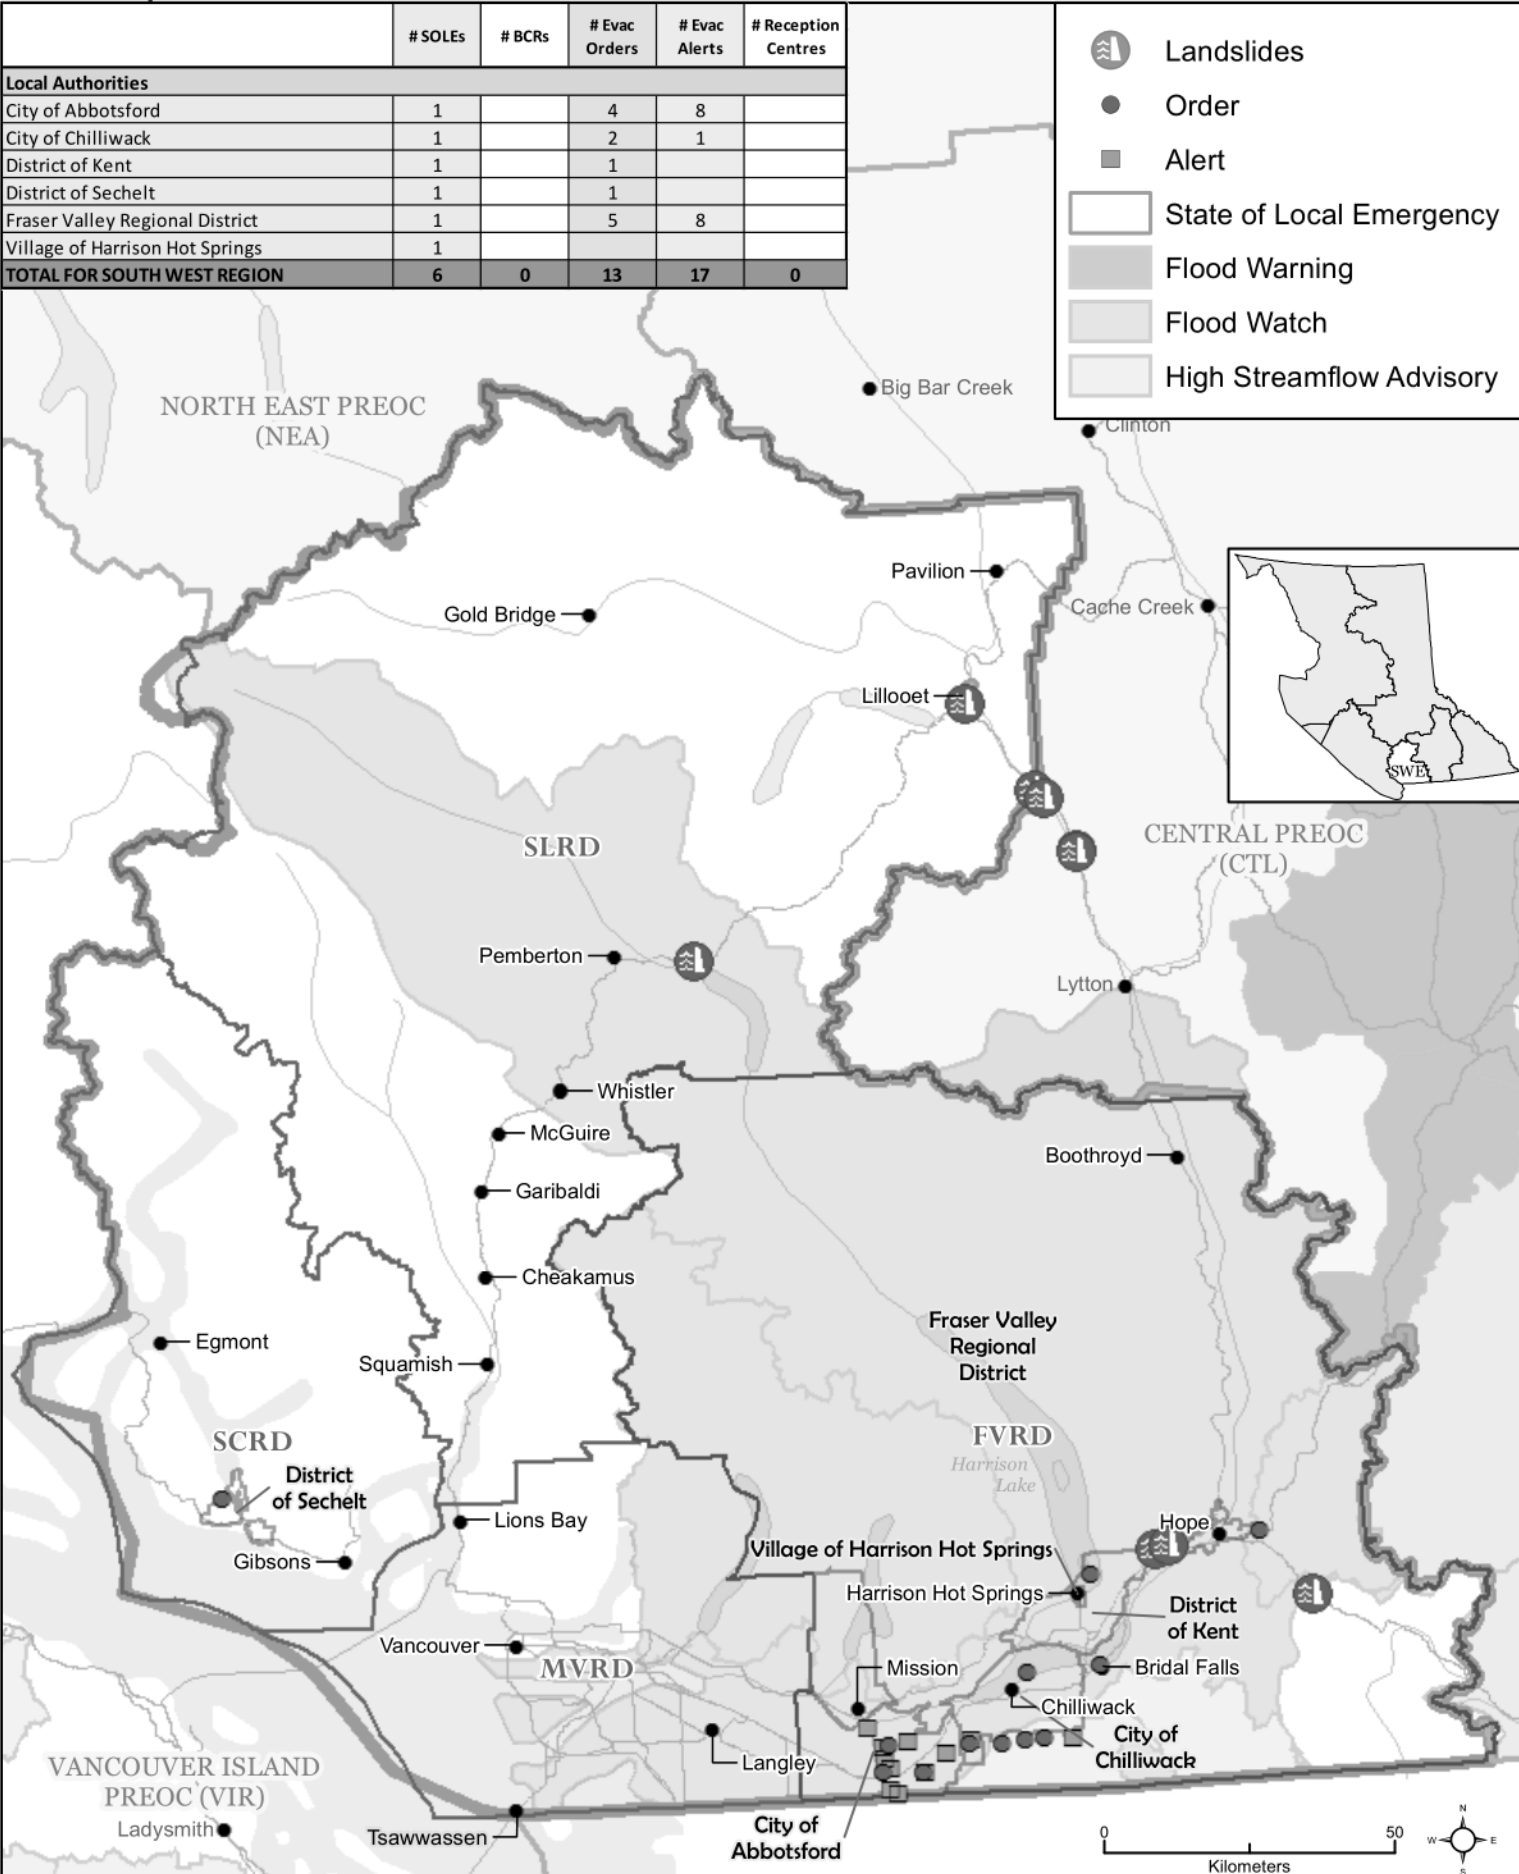 # SOLEs # BCRs # Evac Orders # Evac Alerts # Reception Centres
Local Authorities
City of Abbotsford 1 4 8
City of Chilliwack 1 2 1
District of Kent 1 1
District of Sechelt 1 1
Fraser Valley Regional District 1 5 8
Village of Harrison Hot Springs 1
TOTAL FOR SOUTH WEST REGION 6 0 13 17 0
Landslides
Order
Alert
State of Local Emergency
Flood Warning
Flood Watch
High Streamflow Advisory
NORTH EAST PREOC
(NEA)
Big Bar Creek
Clinton
Pavilion
Gold Bridge
Cache Creek
Lillooet
SWE
SLRD
CENTRAL PREOC
(CTL)
Pemberton
Lytton
Whistler
McGuire
Boothroyd
Garibaldi
Cheakamus
Fraser Valley
Regional
District
Egmont
Squamish
SCRD
FVRD
Harrison
Lake
District
of Sechelt
Lions Bay
Hope
Village of Harrison Hot Springs
Gibsons
Harrison Hot Springs
District
of Kent
Vancouver
MVRD
Mission
Bridal Falls
Chilliwack
City of
Chilliwack
Langley
VANCOUVER ISLAND
PREOC (VIR)
Ladysmith
Tsawwassen
City of
Abbotsford
0 50
Kilometers
N
W E
S